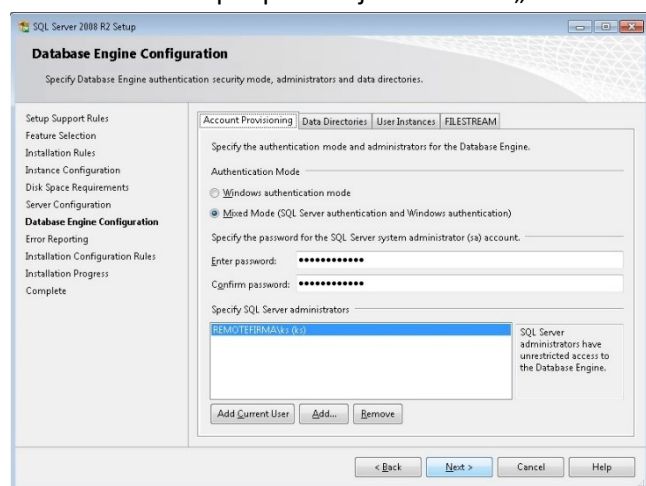 SQL Server 2008 R2 Setup
Database Engine Configuration
Specify Database Engine authentication security mode, administrators and data directories.
Setup Support Rules
Feature Selection
Installation Rules
Instance Configuration
Disk Space Requirements
Server Configuration
Database Engine Configuration
Error Reporting
Installation Configuration Rules
Installation Progress
Complete
Account Provisioning Data Directories User Instances FILESTREAM
Specify the authentication mode and administrators for the Database Engine.
Authentication Mode
Windows authentication mode
Mixed Mode (SQL Server authentication and Windows authentication)
Specify the password for the SQL Server system administrator (sa) account.
Enter password: ●●●●●●●●●●●●
Confirm password: ●●●●●●●●●●●●
Specify SQL Server administrators
REMOTEFIRMA\ks (ks)
SQL Server
administrators have
unrestricted access to
the Database Engine.
Add Current User Add... Remove
< Back Next > Cancel Help